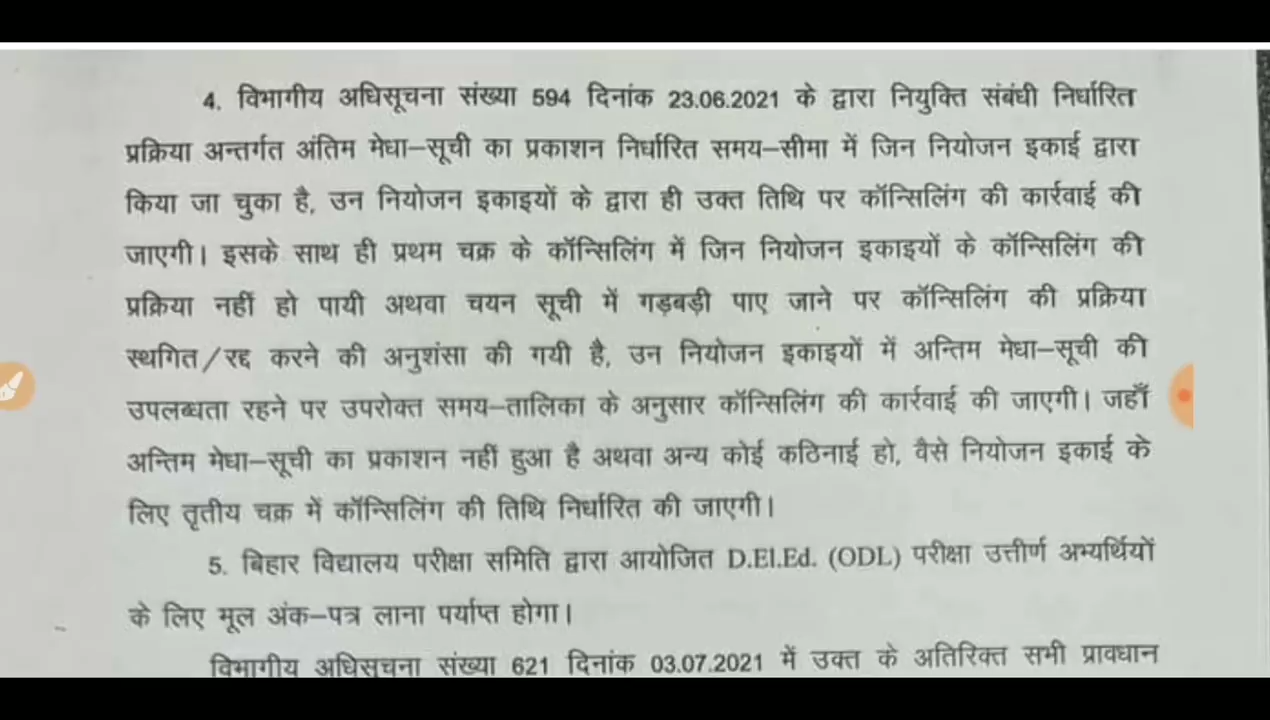 4. विभागीय अधिसूचना संख्या 594 दिनांक 23.06.2021 के द्वारा नियुक्ति संबंधी निर्धारित
प्रक्रिया अन्तर्गत अंतिम मेधा–सूची का प्रकाशन निर्धारित समय–सीमा में जिन नियोजन इकाई द्वारा
किया जा चुका है, उन नियोजन इकाइयों के द्वारा ही उक्त तिथि पर कॉन्सिलिंग की कार्रवाई की
जाएगी। इसके साथ ही प्रथम चक्र के कॉन्सिलिंग में जिन नियोजन इकाइयों के कॉन्सिलिंग की
प्रक्रिया नहीं हो पायी अथवा चयन सूची में गड़बड़ी पाए जाने पर कॉन्सिलिंग की प्रक्रिया
स्थगित/रद्द करने की अनुशंसा की गयी है, उन नियोजन इकाइयों में अन्तिम मेधा–सूची की
उपलब्धता रहने पर उपरोक्त समय–तालिका के अनुसार कॉन्सिलिंग की कार्रवाई की जाएगी। जहाँ
अन्तिम मेधा–सूची का प्रकाशन नहीं हुआ है अथवा अन्य कोई कठिनाई हो, वैसे नियोजन इकाई के
लिए तृतीय चक्र में कॉन्सिलिंग की तिथि निर्धारित की जाएगी।
5. बिहार विद्यालय परीक्षा समिति द्वारा आयोजित D.El.Ed. (ODL) परीक्षा उत्तीर्ण अभ्यर्थियों
के लिए मूल अंक–पत्र लाना पर्याप्त होगा।
विभागीय अधिसूचना संख्या 621 दिनांक 03.07.2021 में उक्त के अतिरिक्त सभी प्रावधान